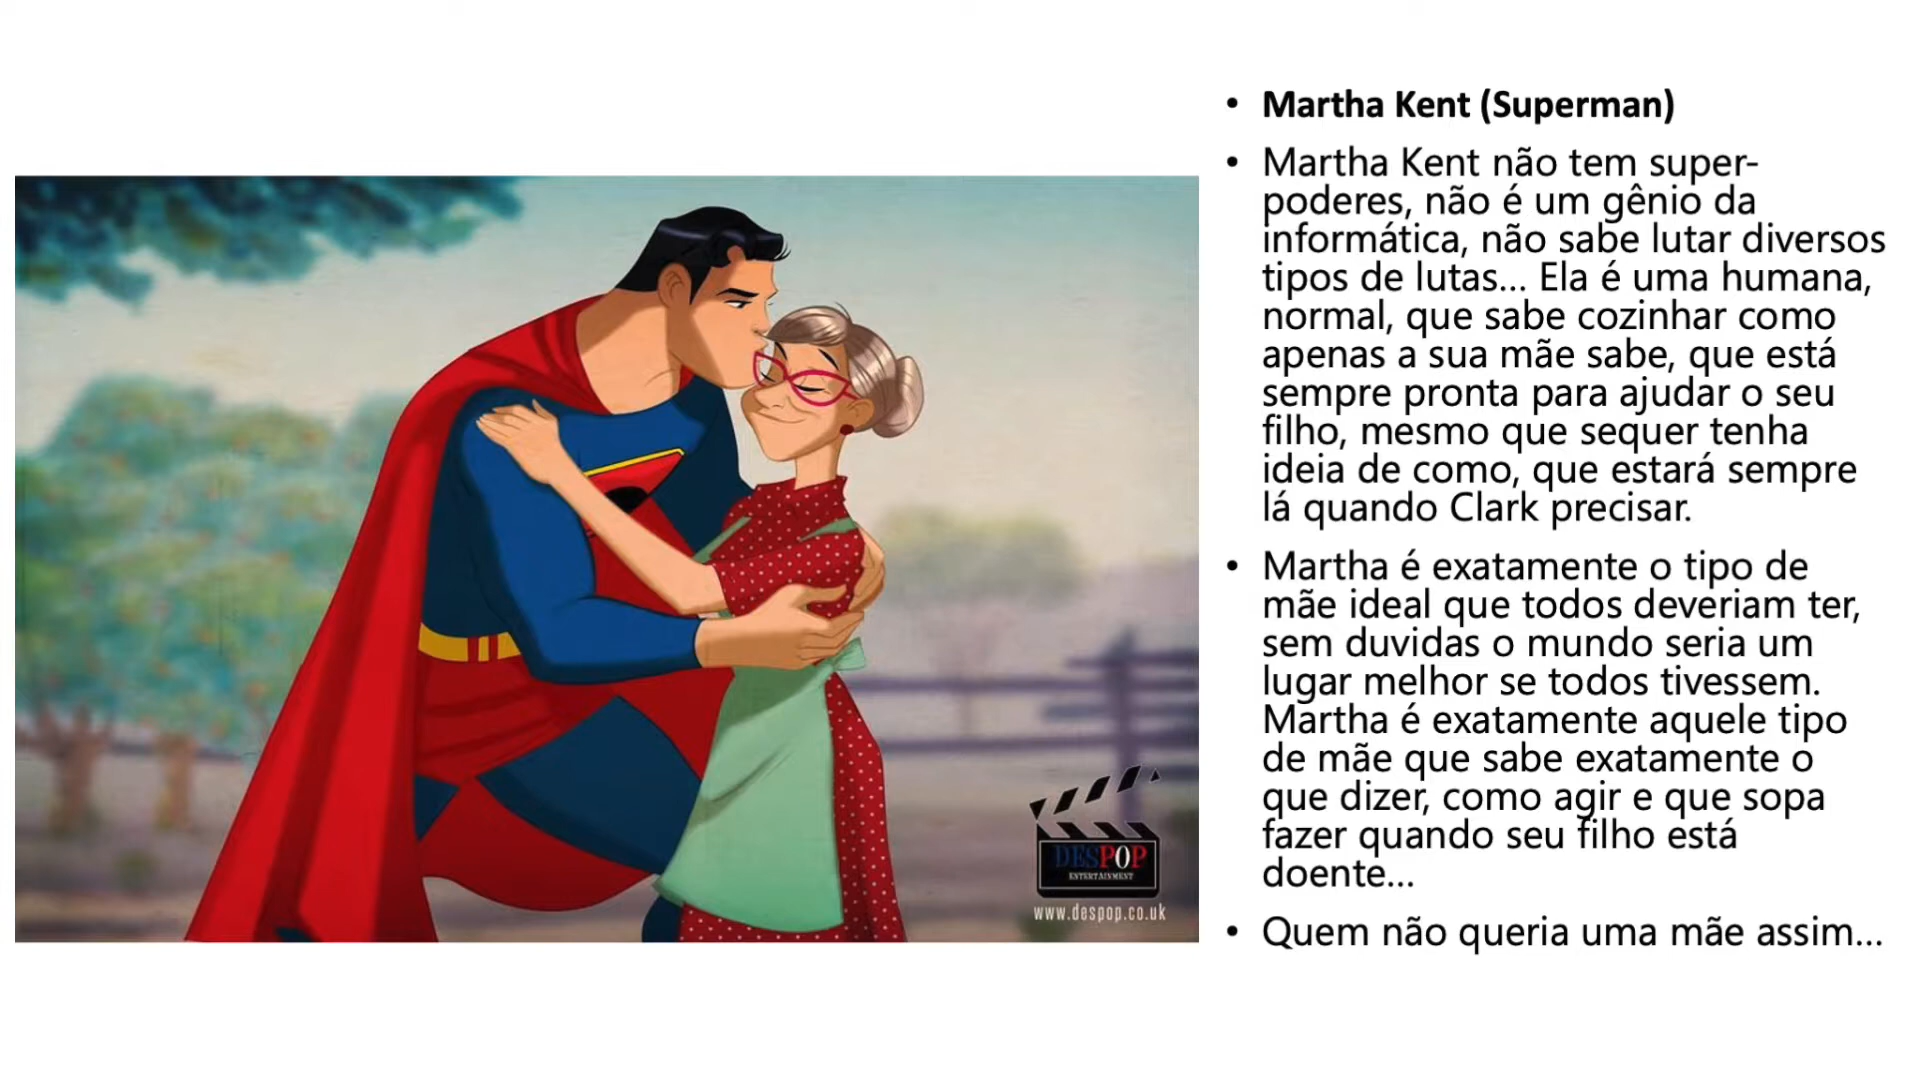 • Martha Kent (Superman)
• Martha Kent não tem super-
poderes, não é um gênio da
informática, não sabe lutar diversos
tipos de lutas... Ela é uma humana,
normal, que sabe cozinhar como
apenas a sua mãe sabe, que está
sempre pronta para ajudar o seu
filho, mesmo que sequer tenha
ideia de como, que estará sempre
lá quando Clark precisar.
• Martha é exatamente o tipo de
mãe ideal que todos deveriam ter,
sem duvidas o mundo seria um
lugar melhor se todos tivessem.
Martha é exatamente aquele tipo
de mãe que sabe exatamente o
que dizer, como agir e que sopa
fazer quando seu filho está
doente...
• Quem não queria uma mãe assim...
DESPOP
ENTERTAINMENT
www.despop.co.uk